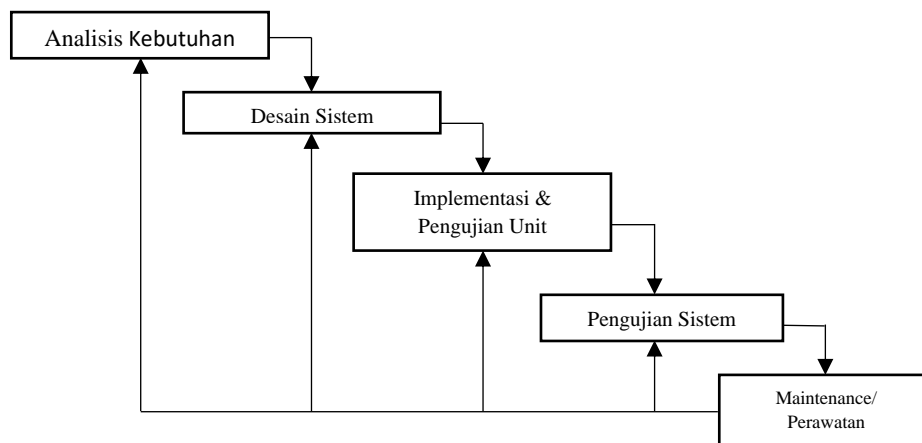 Analisis Kebutuhan
Desain Sistem
Implementasi &
Pengujian Unit
Pengujian Sistem
Maintenance/
Perawatan